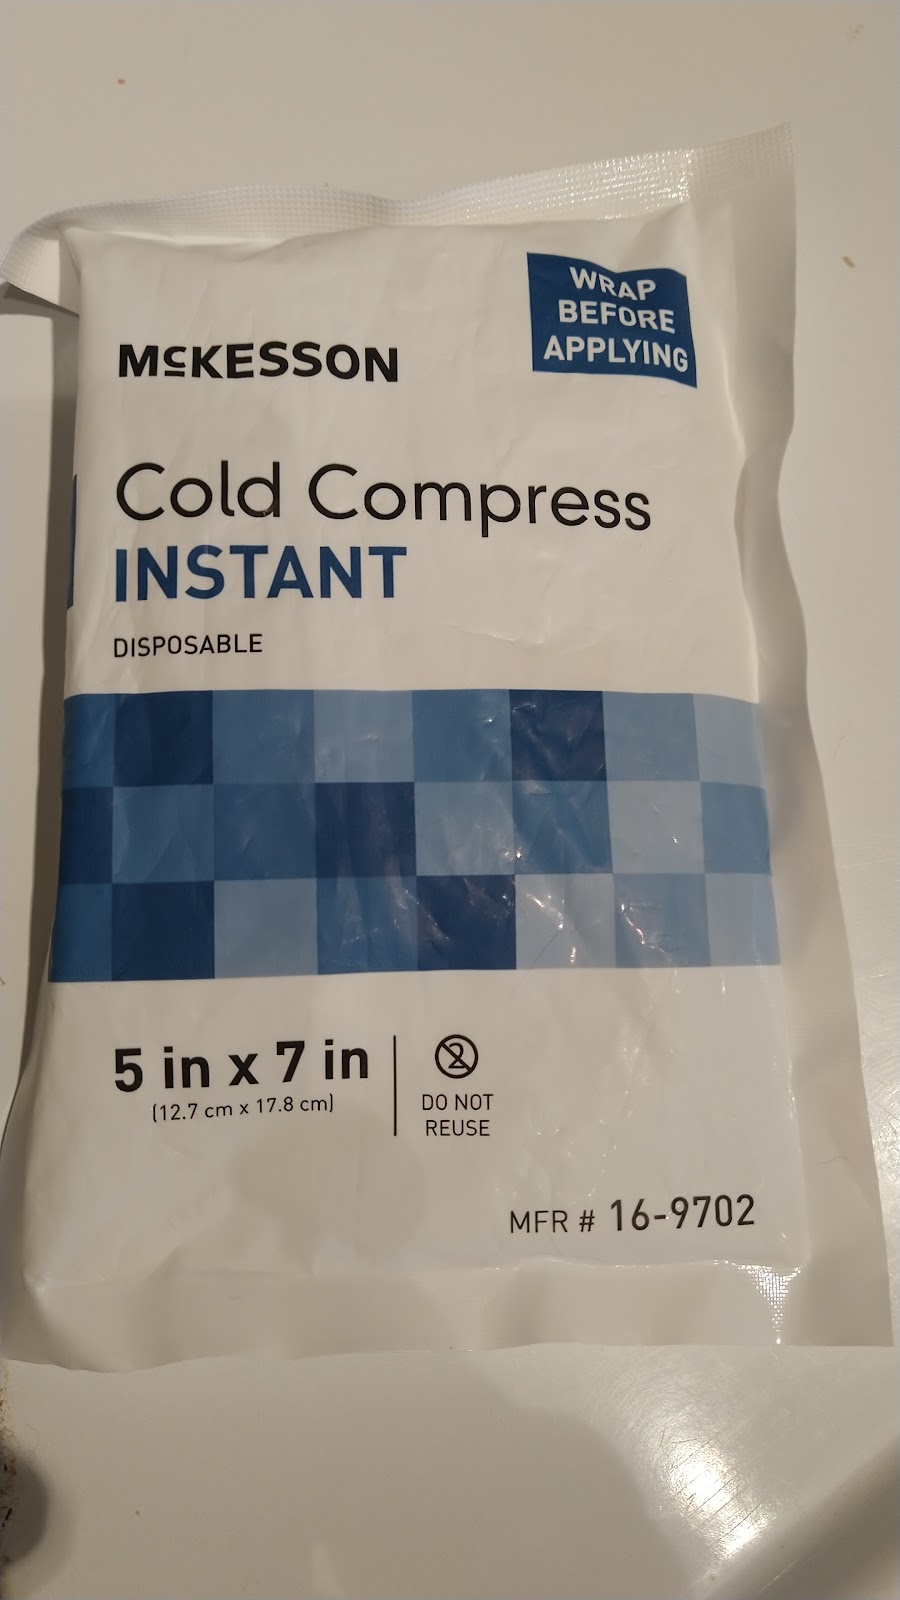 WRAP
BEFORE
APPLYING
McKESSON
Cold Compress
INSTANT
DISPOSABLE
5 in x 7 in
(12.7 cm x 17.8 cm)
2
DO NOT
REUSE
MFR # 16-9702